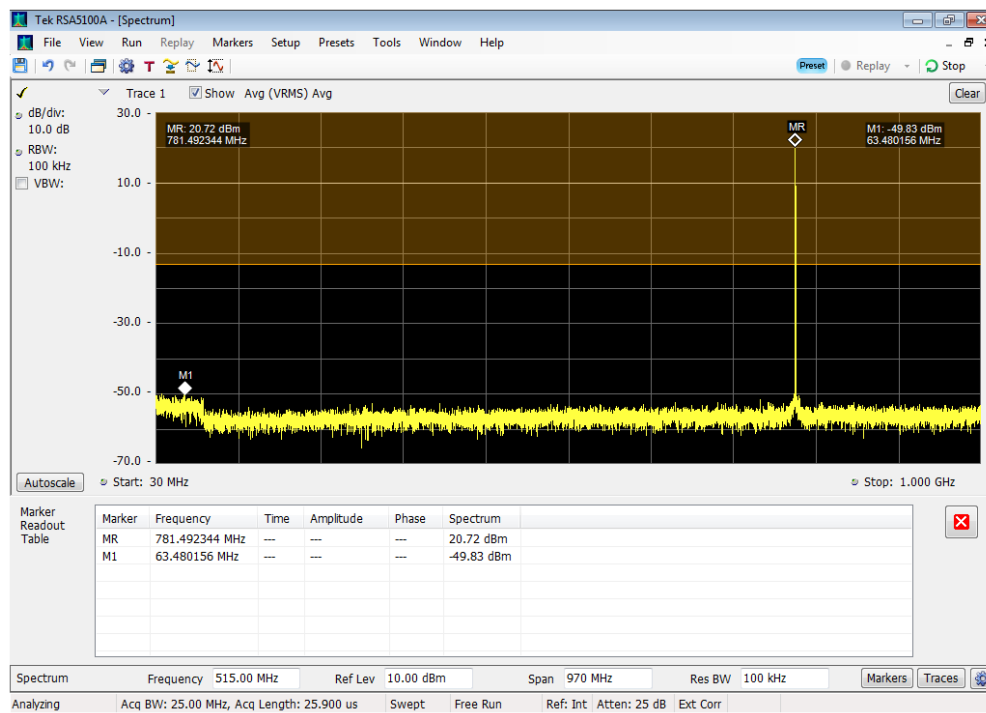 Tek RSA5100A - [Spectrum]
File View Run Replay Markers Setup Presets Tools Window Help
Preset Replay Stop
Trace 1 Show Avg (VRMS) Avg Clear
dB/div:
10.0 dB
RBW:
100 kHz
VBW:
30.0
10.0
-10.0
-30.0
-50.0
-70.0
MR: 20.72 dBm
781.492344 MHz
MR
M1: -49.83 dBm
63.480156 MHz
M1
Autoscale Start: 30 MHz Stop: 1.000 GHz
Marker
Readout
Table
Marker Frequency Time Amplitude Phase Spectrum
MR 781.492344 MHz --- --- --- 20.72 dBm
M1 63.480156 MHz --- --- --- -49.83 dBm
Spectrum Frequency 515.00 MHz Ref Lev 10.00 dBm Span 970 MHz Res BW 100 kHz Markers Traces
Analyzing Acq BW: 25.00 MHz, Acq Length: 25.900 us Swept Free Run Ref: Int Atten: 25 dB Ext Corr